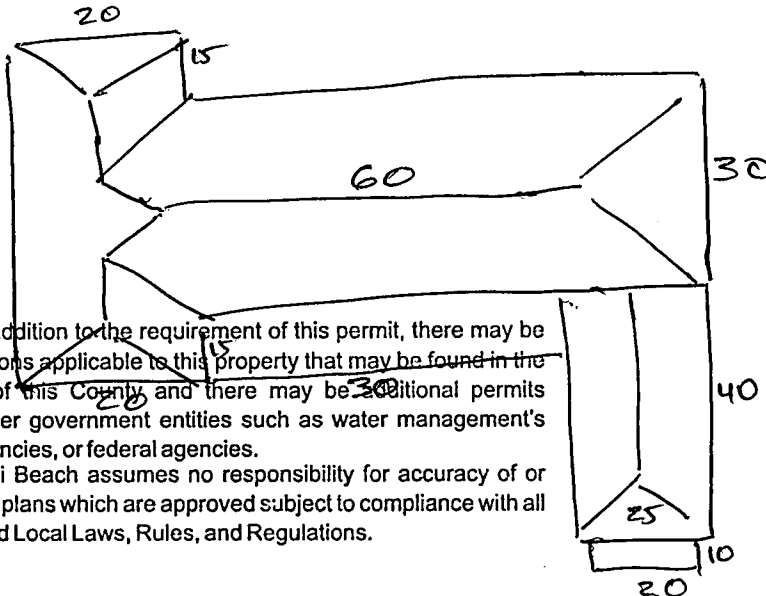 20
15
60
30
ddition to the requirement of this permit, there may be
ons applicable to this property that may be found in the
15
of this County and there may be additional permits
20
30
er government entities such as water management's
ncies, or federal agencies.
40
i Beach assumes no responsibility for accuracy of or
plans which are approved subject to compliance with all
d Local Laws, Rules, and Regulations.
25
10
20